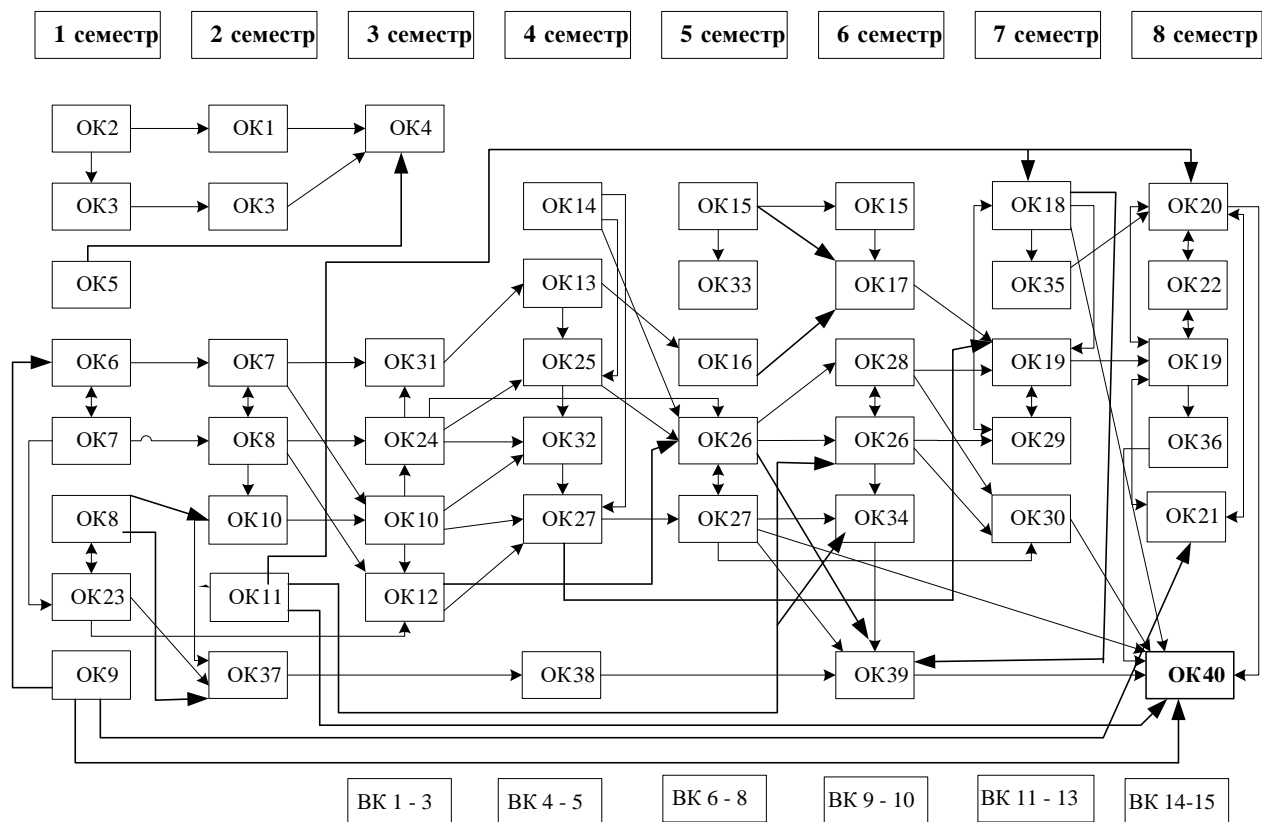 1 семестр 2 семестр 3 семестр 4 семестр 5 семестр 6 семестр 7 семестр 8 семестр
ОК2 ОК1 ОК4
ОК3 ОК3 ОК14 ОК15 ОК15 ОК18 ОК20
ОК5 ОК13 ОК33 ОК17 ОК35 ОК22
ОК6 ОК7 ОК31 ОК25 ОК16 ОК28 ОК19 ОК19
ОК7 ОК8 ОК24 ОК32 ОК26 ОК26 ОК29 ОК36
ОК8 ОК10 ОК10 ОК27 ОК27 ОК34 ОК30 ОК21
ОК23 ОК11 ОК12
ОК9 ОК37 ОК38 ОК39 ОК40
ВК 1 - 3 ВК 4 - 5 ВК 6 - 8 ВК 9 - 10 ВК 11 - 13 ВК 14-15